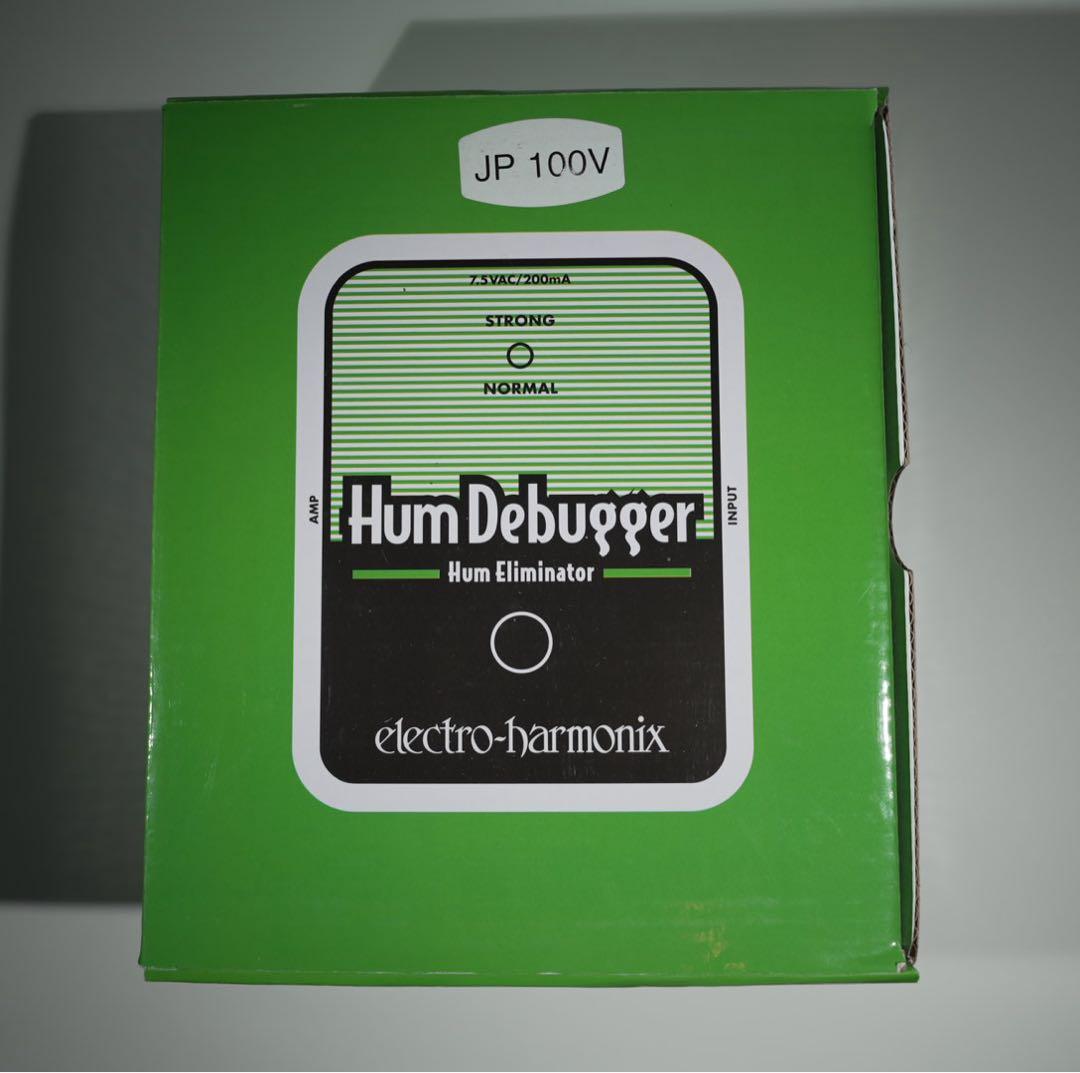 JP 100V
7.5VAC/200mA
STRONG
NORMAL
AMP
INPUT
Hum Debugger
Hum Eliminator
electro-harmonix